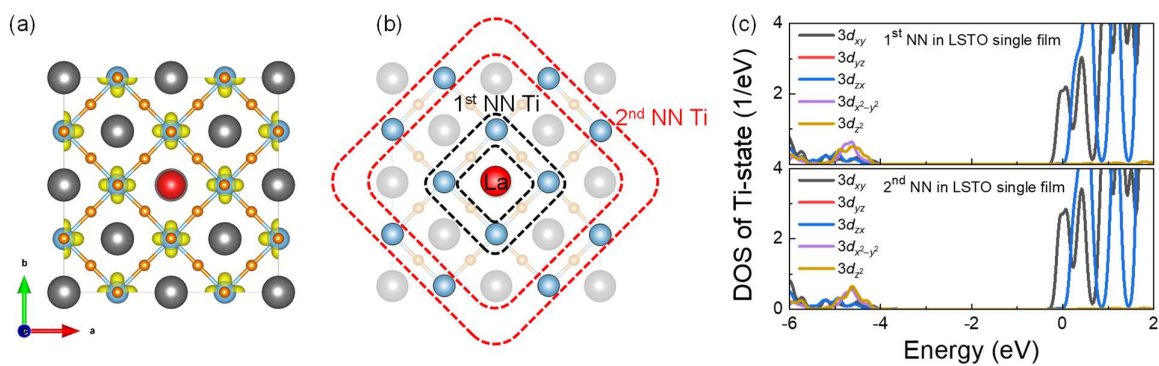 (a)
b
c
a
(b)
1st NN Ti
2nd NN Ti
La
(c)
DOS of Ti-state (1/eV)
4
2
4
2
0
3dxy
3dyz
3dzx
3dx²−y²
3dz²
1st NN in LSTO single film
3dxy
3dyz
3dzx
3dx²−y²
3dz²
2nd NN in LSTO single film
-6
-4
-2
0
2
Energy (eV)